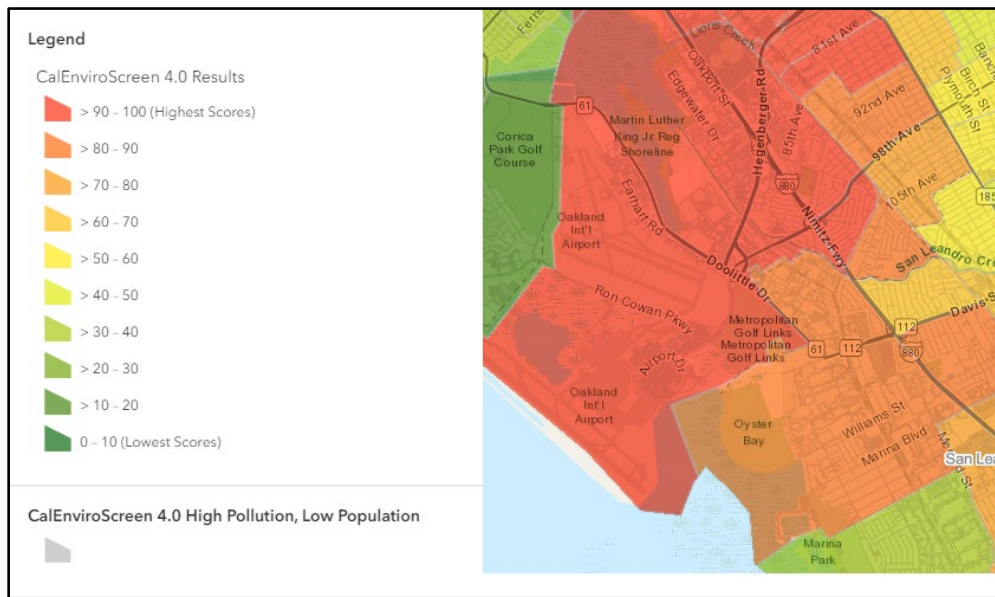 Legend
CalEnviroScreen 4.0 Results
> 90 - 100 (Highest Scores)
> 80 - 90
> 70 - 80
> 60 - 70
> 50 - 60
> 40 - 50
> 30 - 40
> 20 - 30
> 10 - 20
0 - 10 (Lowest Scores)
CalEnviroScreen 4.0 High Pollution, Low Population
Lions Creek
81st Ave
Oakport St
Edgewater Dr
Hegenberger Rd
85th Ave
92nd Ave
98th Ave
105th Ave
Birch St
Plymouth St
61
Corica
Park Golf
Course
Martin Luther
King Jr Reg
Shoreline
880
185
Earhart Rd
Oakland
Int'l
Airport
Nimitz Fwy
San Leandro
Doolittle Dr
Ron Cowan Pkwy
Metropolitan
Golf Links
Metropolitan
Golf Links
Davis
112
61
112
880
Airport Dr
Oakland
Int'l
Airport
Oyster
Bay
Williams St
Marina Blvd
San Lea
Marina
Park